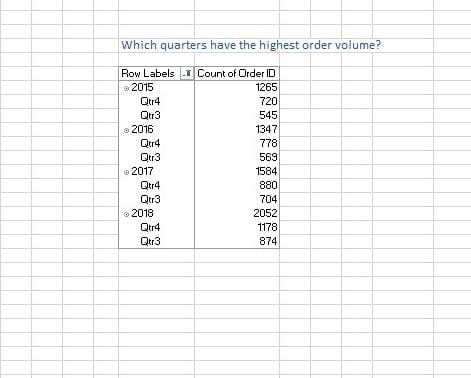 Which quarters have the highest order volume?
Row Labels Count of Order ID
2015 1265
Qtr4 720
Qtr3 545
2016 1347
Qtr4 778
Qtr3 569
2017 1584
Qtr4 880
Qtr3 704
2018 2052
Qtr4 1178
Qtr3 874